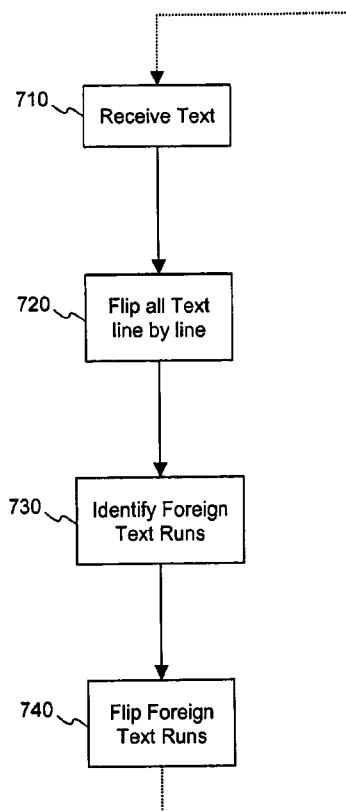 710
Receive Text
720
Flip all Text
line by line
730
Identify Foreign
Text Runs
740
Flip Foreign
Text Runs